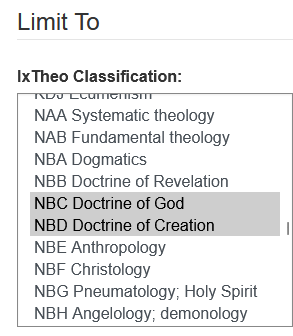 Limit To
IxTheo Classification:
KDJ Ecumenism
NAA Systematic theology
NAB Fundamental theology
NBA Dogmatics
NBB Doctrine of Revelation
NBC Doctrine of God
NBD Doctrine of Creation
NBE Anthropology
NBF Christology
NBG Pneumatology; Holy Spirit
NBH Angelology; demonology